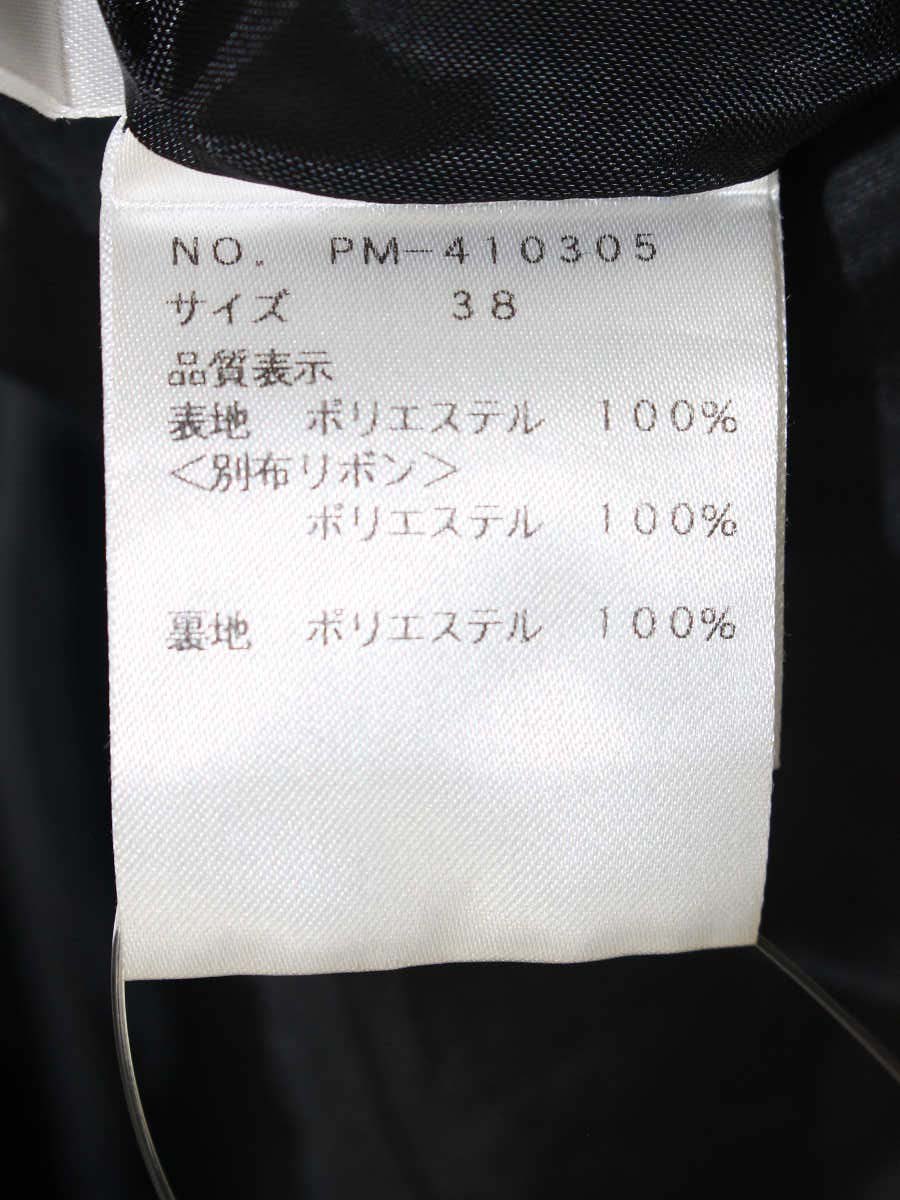 NO. PM-410305
サイズ 38
品質表示
表地 ポリエステル 100%
<別布リボン>
ポリエステル 100%
裏地 ポリエステル 100%